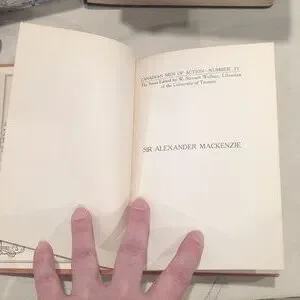 CANADIAN MEN OF ACTION—NUMBER
The Series Edited by W. Stewart Wallace, Librarian
of the University of Toronto
SIR ALEXANDER MACKENZIE